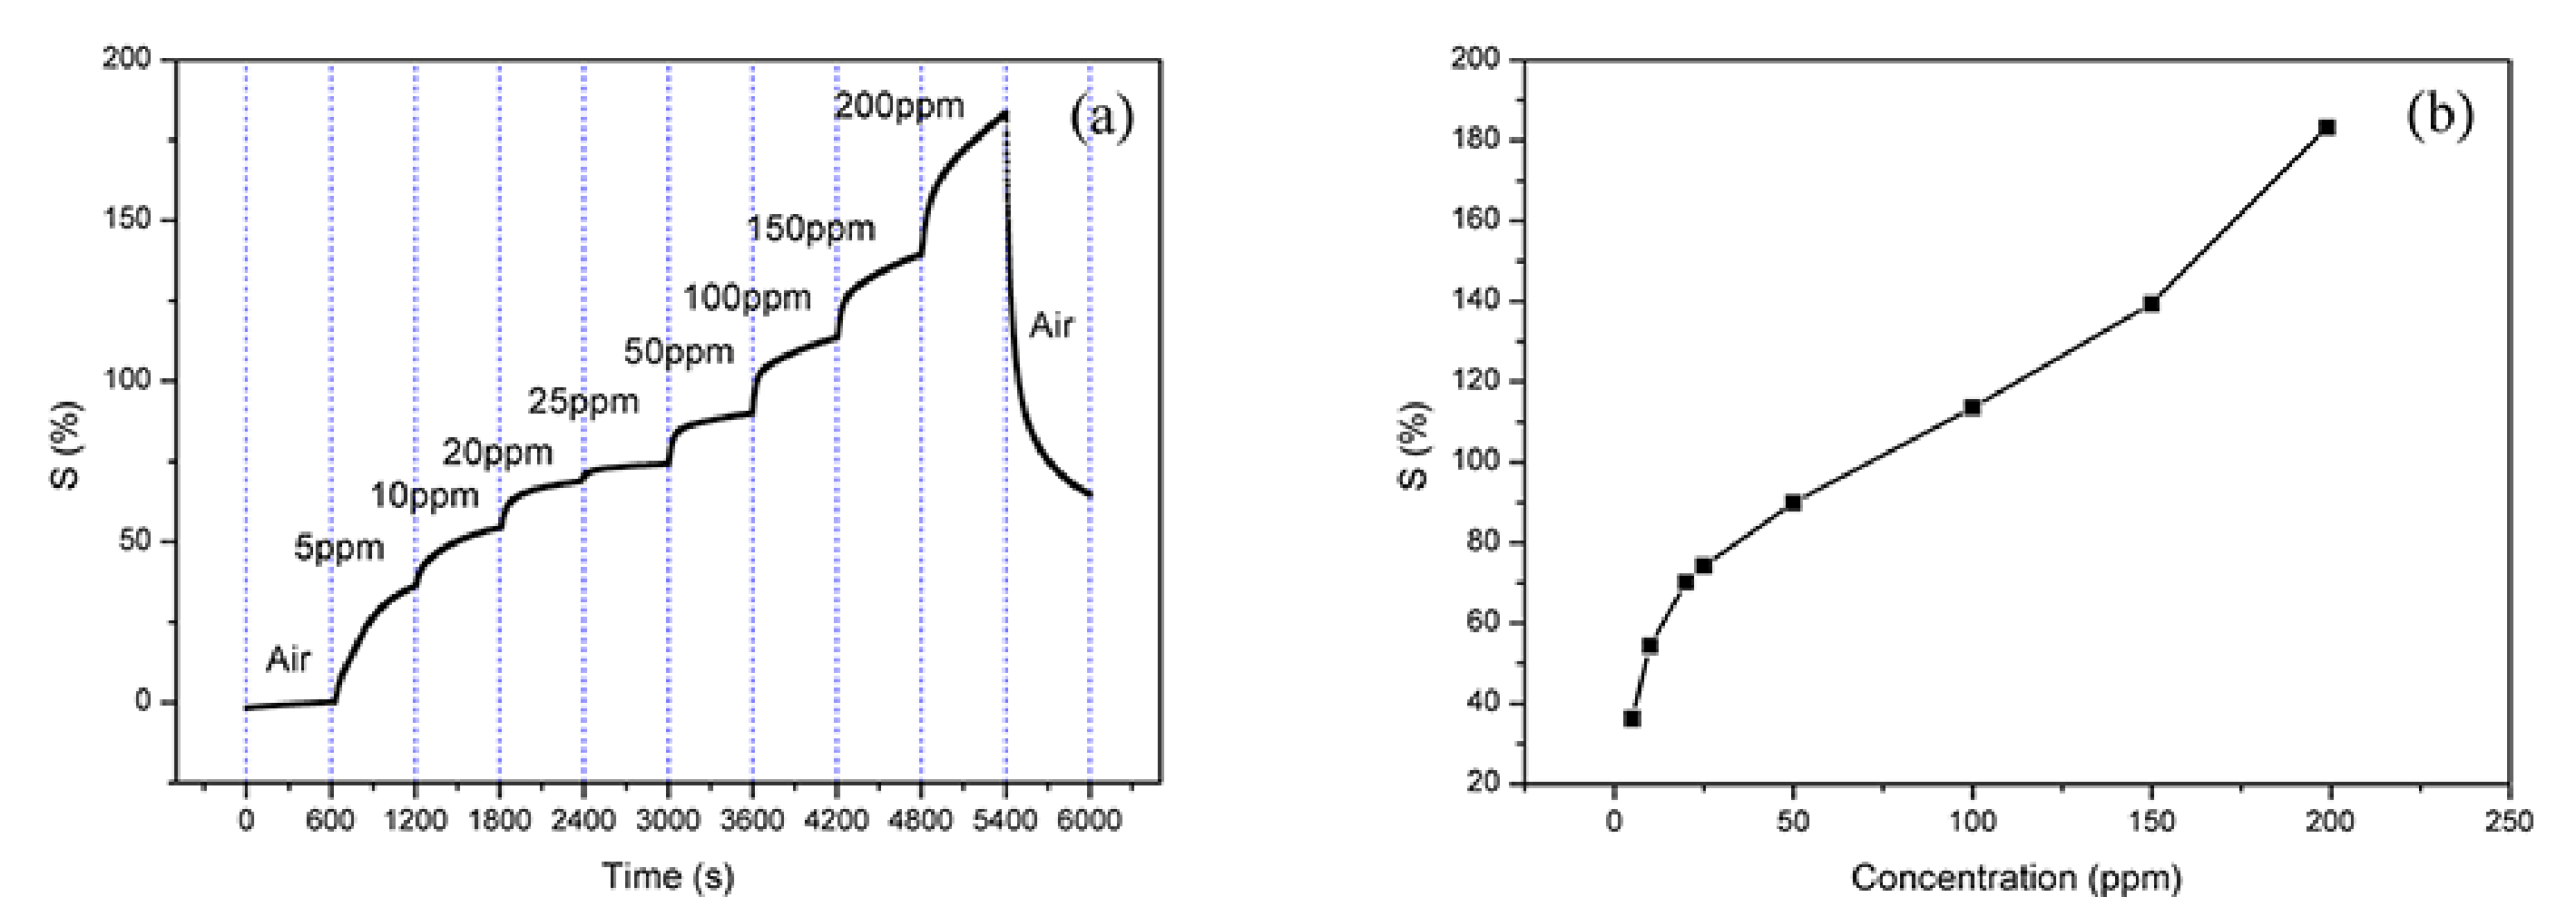 200
150
100
50
0
S (%)
Air
5ppm
10ppm
20ppm
25ppm
50ppm
100ppm
150ppm
200ppm
Air
(a)
0 600 1200 1800 2400 3000 3600 4200 4800 5400 6000
Time (s)
200
180
160
140
120
100
80
60
40
20
S (%)
(b)
0 50 100 150 200 250
Concentration (ppm)